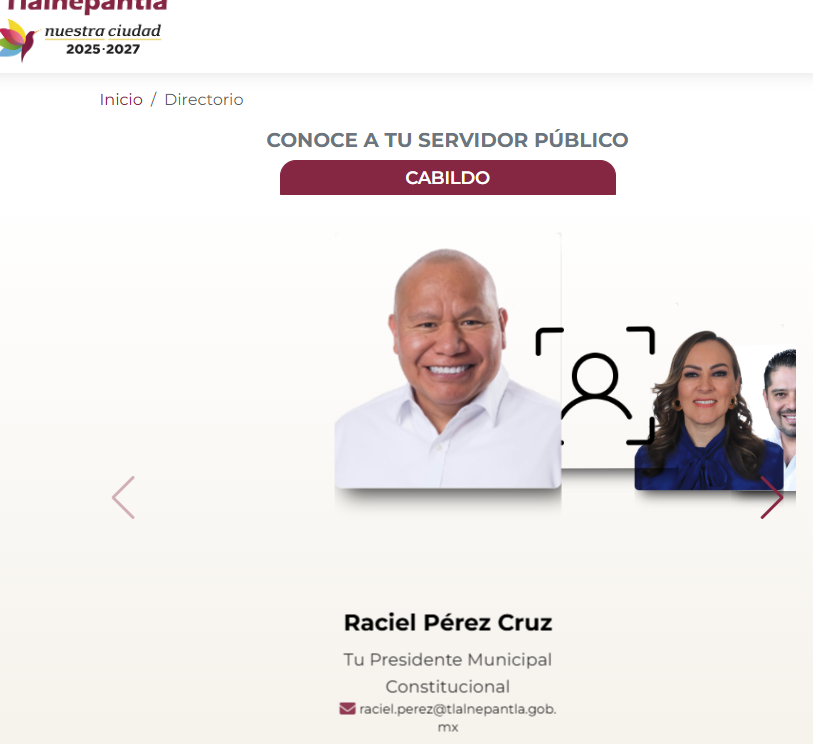 Tlalnepantla
nuestra ciudad
2025·2027
Inicio / Directorio
CONOCE A TU SERVIDOR PÚBLICO
CABILDO
Raciel Pérez Cruz
Tu Presidente Municipal
Constitucional
raciel.perez@tlalnepantla.gob.
mx